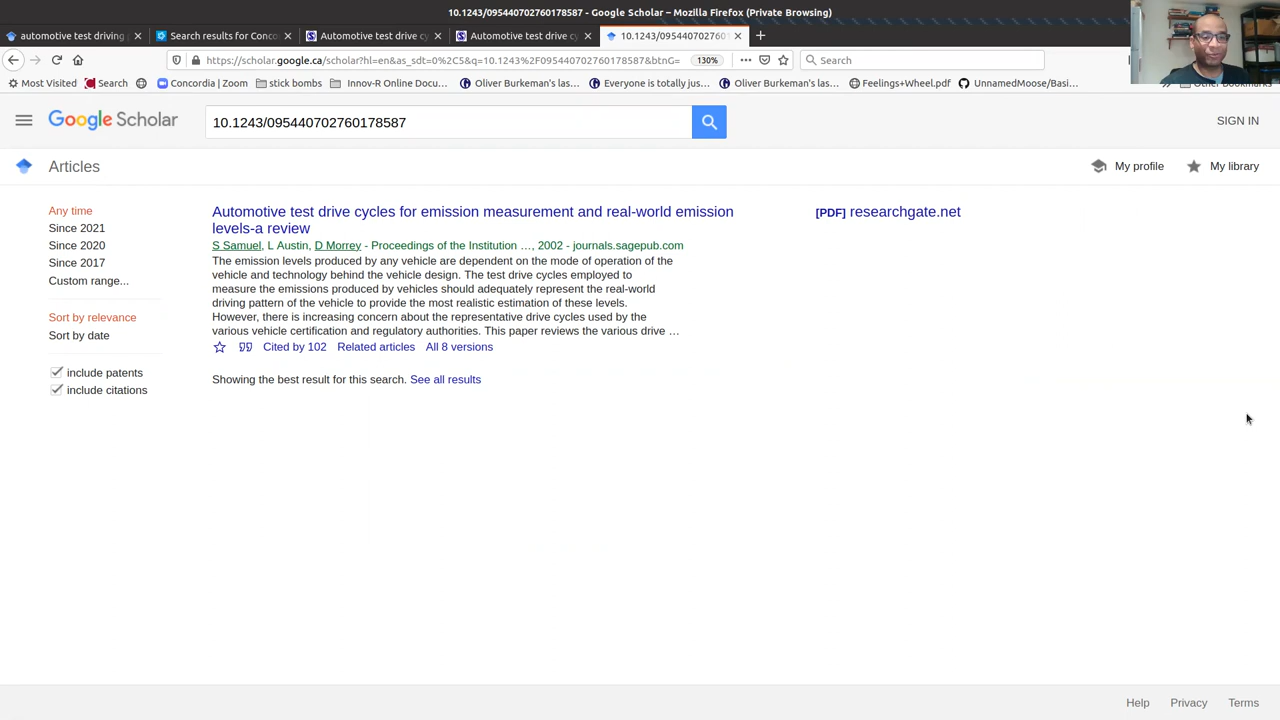 10.1243/095440702760178587 - Google Scholar – Mozilla Firefox (Private Browsing)
automotive test driving
Search results for Conco
Automotive test drive cy
Automotive test drive cy
10.1243/0954407027601
https://scholar.google.ca/scholar?hl=en&as_sdt=0%2C5&q=10.1243%2F095440702760178587&btnG=
130%
Search
Most Visited
Search
Concordia | Zoom
stick bombs
Innov-R Online Docu...
Oliver Burkeman's las...
Everyone is totally jus...
Oliver Burkeman's las...
Feelings+Wheel.pdf
UnnamedMoose/Basi...
Other Bookmarks
Google Scholar
10.1243/095440702760178587
SIGN IN
Articles
My profile
My library
Any time
Since 2021
Since 2020
Since 2017
Custom range...
Sort by relevance
Sort by date
include patents
include citations
Automotive test drive cycles for emission measurement and real-world emission
levels-a review
S Samuel, L Austin, D Morrey - Proceedings of the Institution …, 2002 - journals.sagepub.com
The emission levels produced by any vehicle are dependent on the mode of operation of the
vehicle and technology behind the vehicle design. The test drive cycles employed to
measure the emissions produced by vehicles should adequately represent the real-world
driving pattern of the vehicle to provide the most realistic estimation of these levels.
However, there is increasing concern about the representative drive cycles used by the
various vehicle certification and regulatory authorities. This paper reviews the various drive …
Cited by 102 Related articles All 8 versions
[PDF] researchgate.net
Showing the best result for this search. See all results
Help Privacy Terms